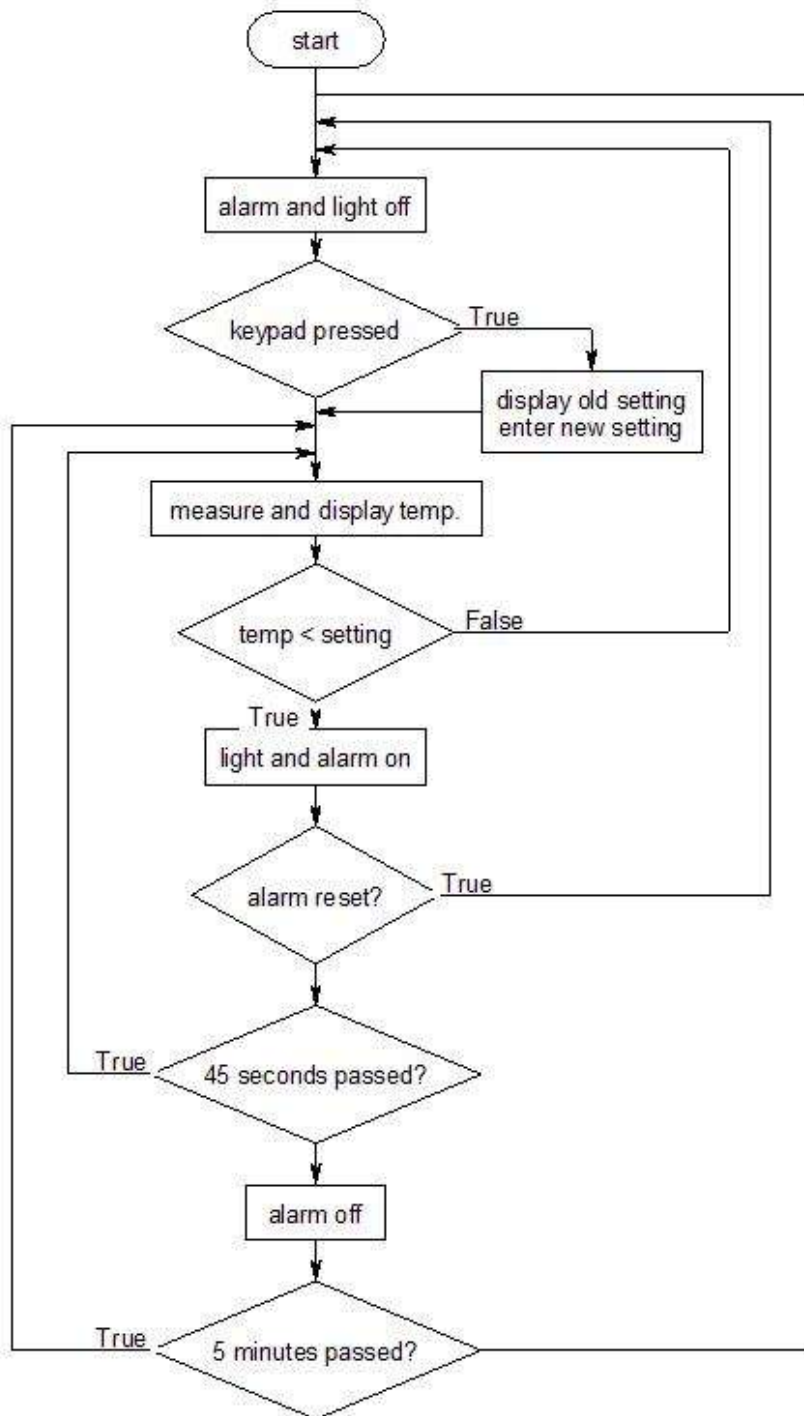 start
alarm and light off
keypad pressed
True
display old setting
enter new setting
measure and display temp.
temp < setting
False
True
light and alarm on
alarm reset?
True
True
45 seconds passed?
alarm off
True
5 minutes passed?